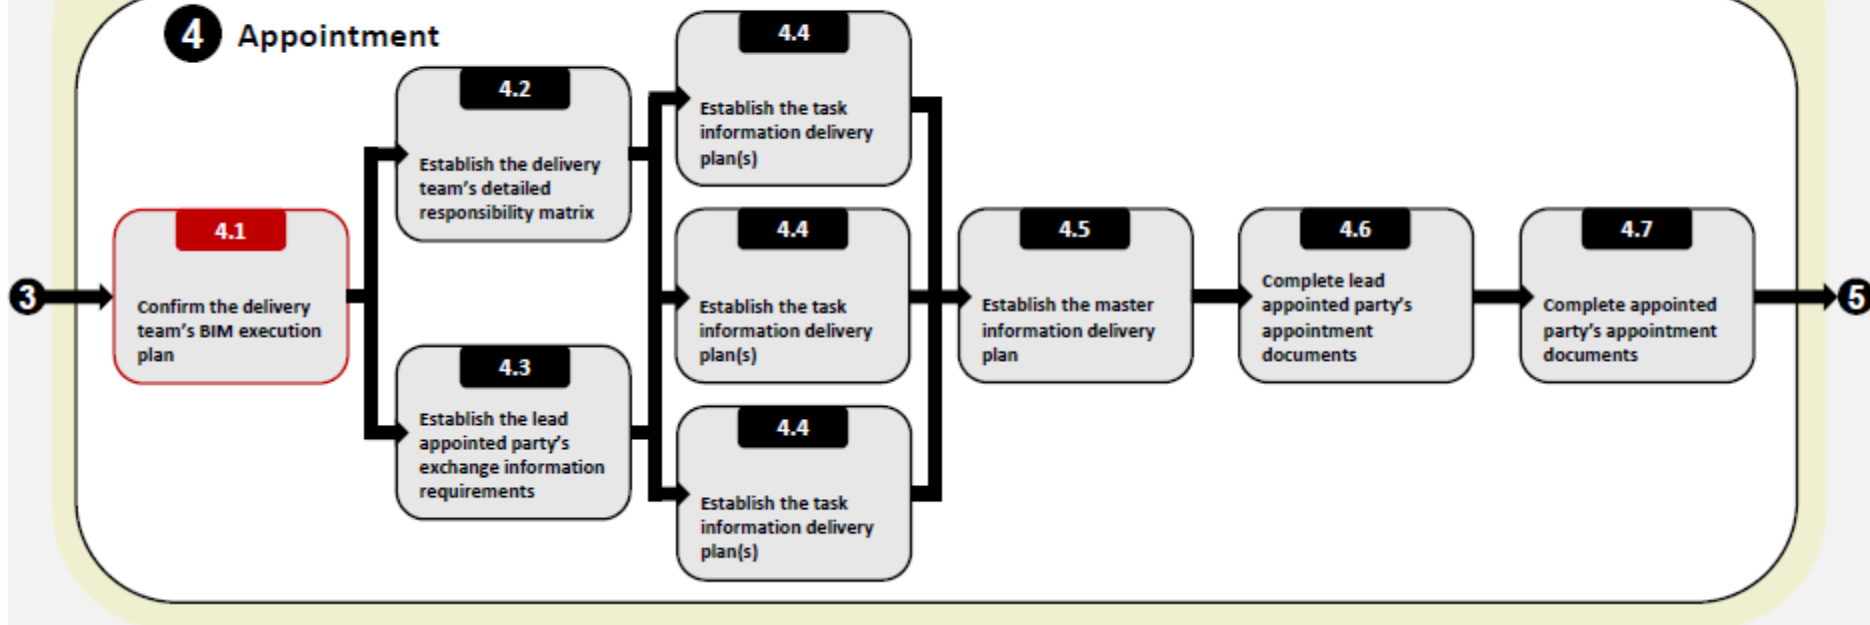 4 Appointment
3
4.1
Confirm the delivery
team's BIM execution
plan
4.2
Establish the delivery
team's detailed
responsibility matrix
4.3
Establish the lead
appointed party's
exchange information
requirements
4.4
Establish the task
information delivery
plan(s)
4.4
Establish the task
information delivery
plan(s)
4.4
Establish the task
information delivery
plan(s)
4.5
Establish the master
information delivery
plan
4.6
Complete lead
appointed party's
appointment
documents
4.7
Complete appointed
party's appointment
documents
5